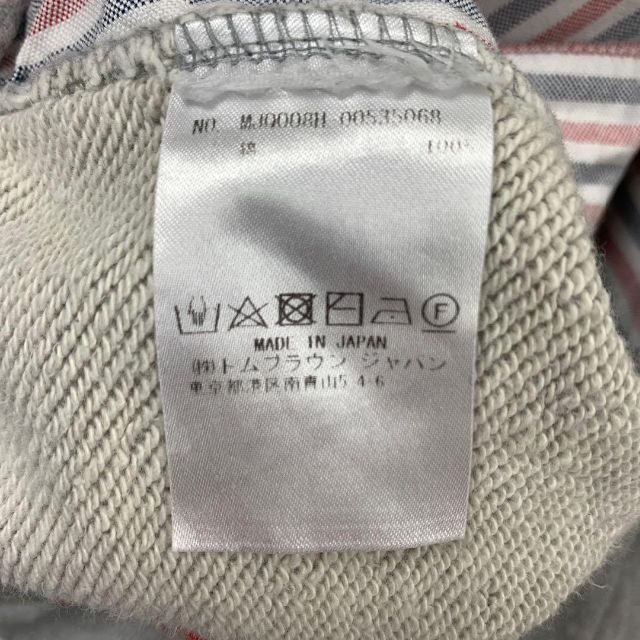 NO. MJQ008H 00535068
綿 100%
F
MADE IN JAPAN
㈱トム ブラウン ジャパン
東京都港区南青山5-4-6